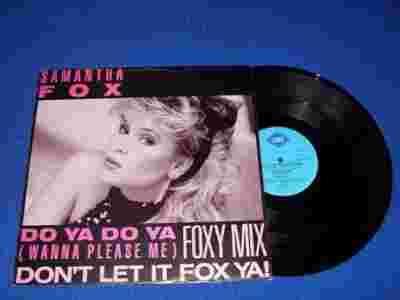 SAMANTHA
FOX
DO YA DO YA
(WANNA PLEASE ME) FOXY MIX
DON'T LET IT FOX YA!